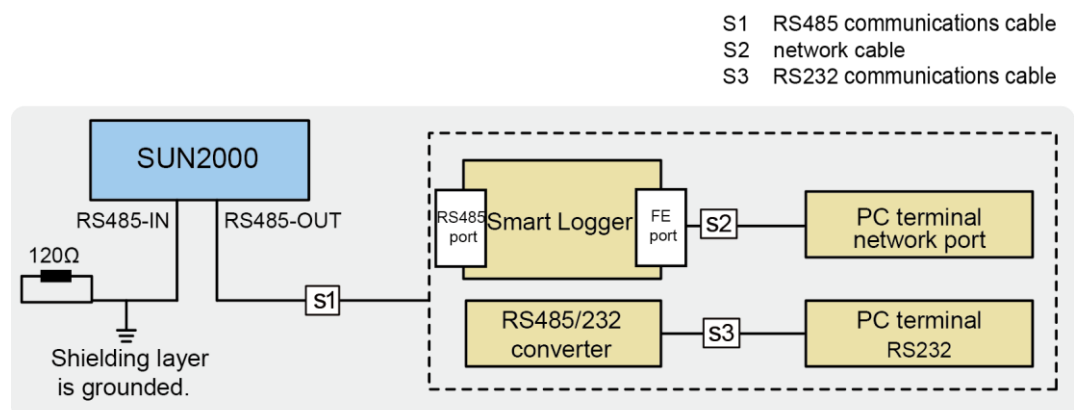 S1 RS485 communications cable
S2 network cable
S3 RS232 communications cable
SUN2000
RS485-IN
RS485-OUT
120Ω
Shielding layer
is grounded.
S1
RS485
port
Smart Logger
FE
port
S2
PC terminal
network port
RS485/232
converter
S3
PC terminal
RS232